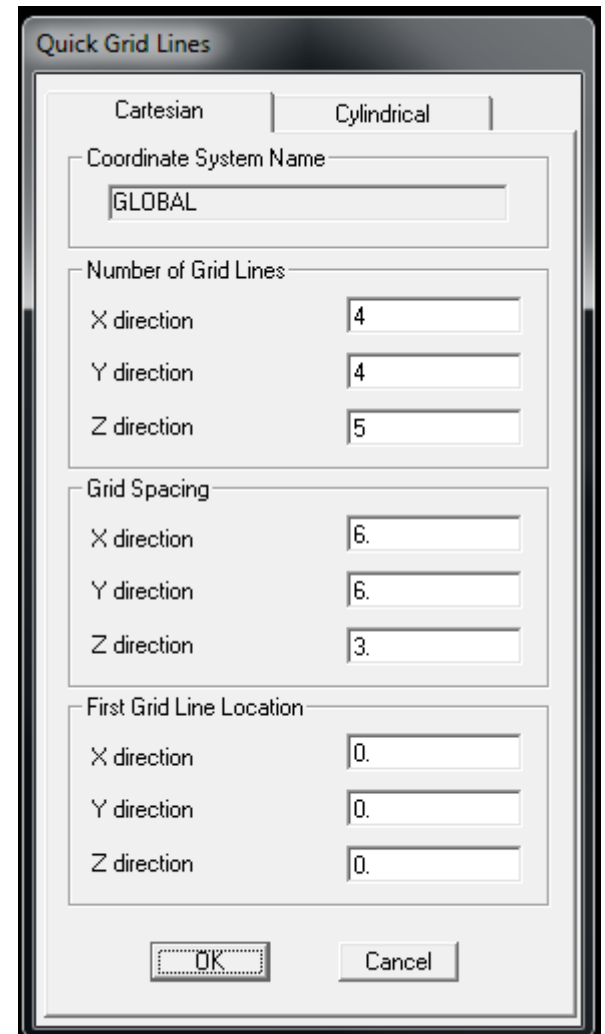 Quick Grid Lines
Cartesian Cylindrical
Coordinate System Name
GLOBAL
Number of Grid Lines
X direction 4
Y direction 4
Z direction 5
Grid Spacing
X direction 6.
Y direction 6.
Z direction 3.
First Grid Line Location
X direction 0.
Y direction 0.
Z direction 0.
OK Cancel